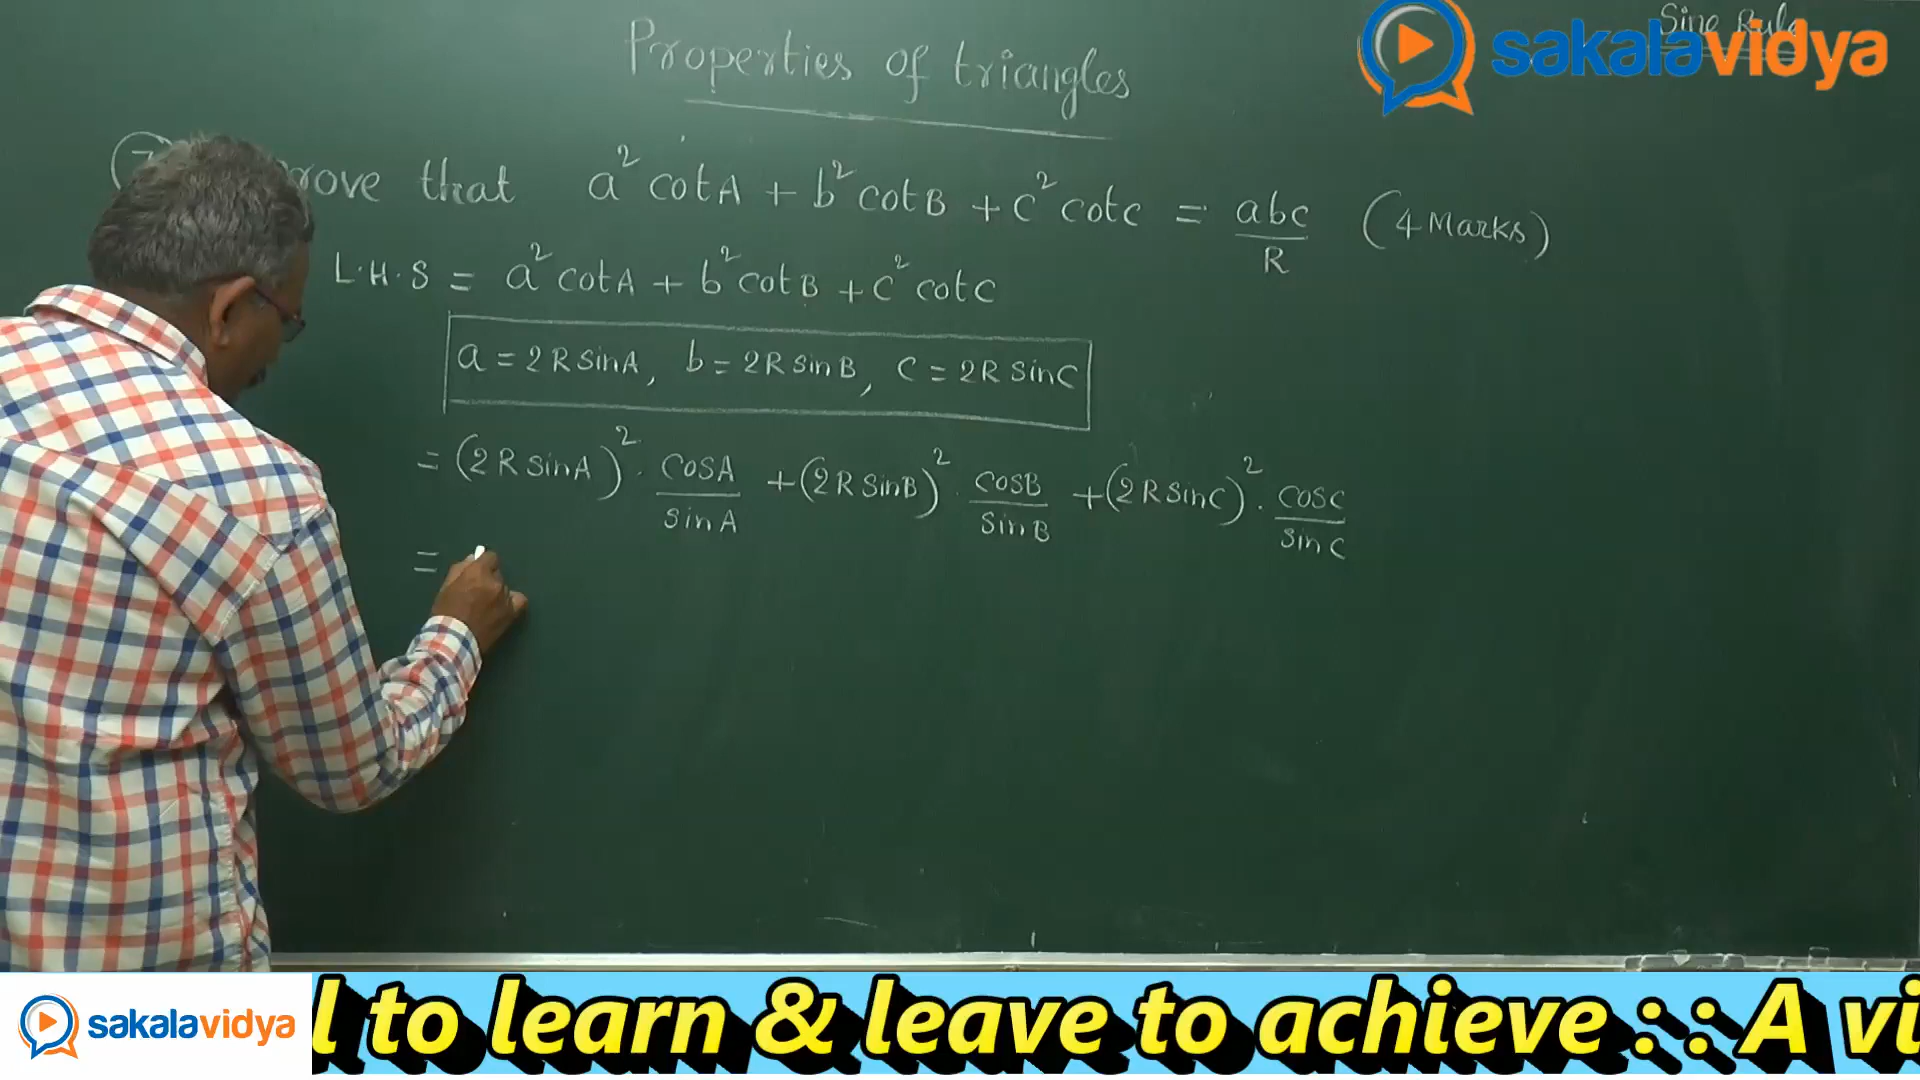 Sine Rule
sakalavidya
Properties of triangles
7 rove that a² cotA + b² cotB + c² cotC = abc/R (4 Marks)
L.H.S = a² cotA + b² cotB + c² cotC
a = 2R sinA, b = 2R sinB, c = 2R sinC
= (2R sinA)² . cosA/sinA + (2R sinB)² . cosB/sinB + (2R sinC)² . cosC/sinC
=
sakalavidya
l to learn & leave to achieve : : A vi